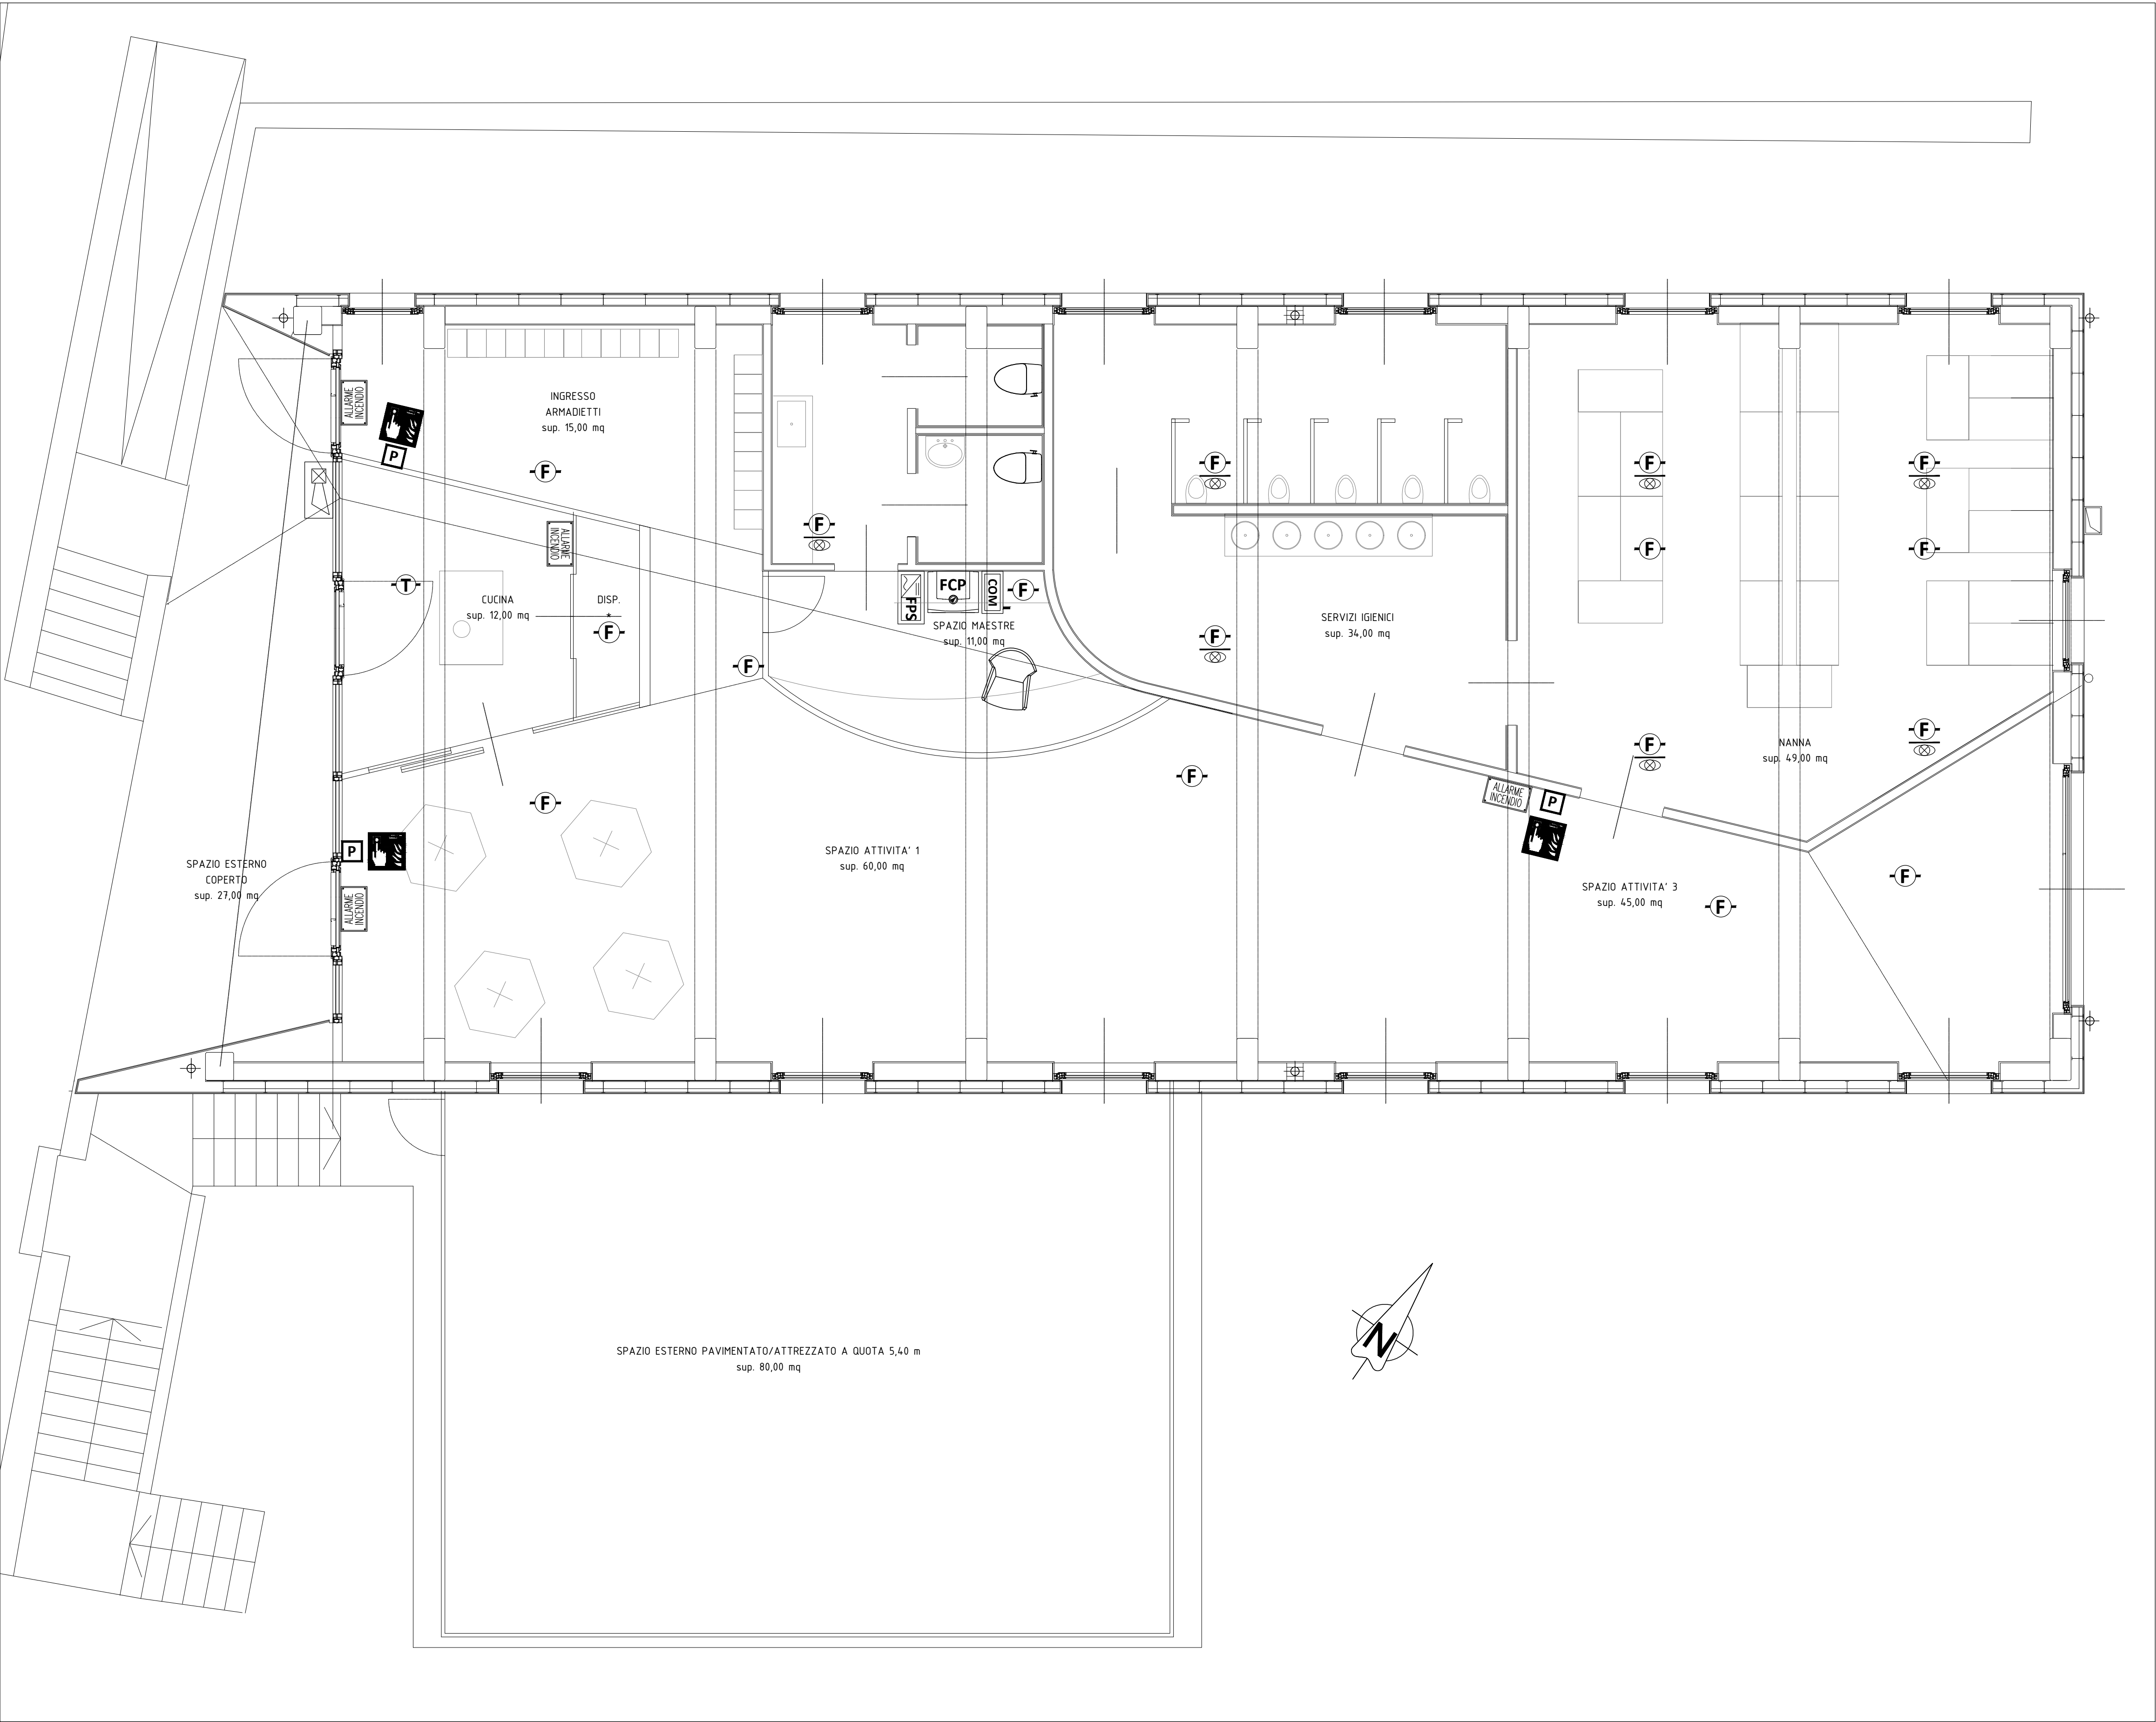 INGRESSO
ARMADIETTI
sup. 15,00 mq
ALLARME
INCENDIO
P
F
ALLARME
INCENDIO
F
F
F
F
F
F
T
CUCINA
sup. 12,00 mq
DISP.
*
F
FPS
FCP
COM
F
SPAZIO MAESTRE
sup. 11,00 mq
F
SERVIZI IGIENICI
sup. 34,00 mq
F
F
F
F
NANNA
sup. 49,00 mq
F
F
ALLARME
INCENDIO
P
SPAZIO ESTERNO
COPERTO
sup. 27,00 mq
P
ALLARME
INCENDIO
SPAZIO ATTIVITA' 1
sup. 60,00 mq
SPAZIO ATTIVITA' 3
sup. 45,00 mq
F
F
SPAZIO ESTERNO PAVIMENTATO/ATTREZZATO A QUOTA 5,40 m
sup. 80,00 mq
N